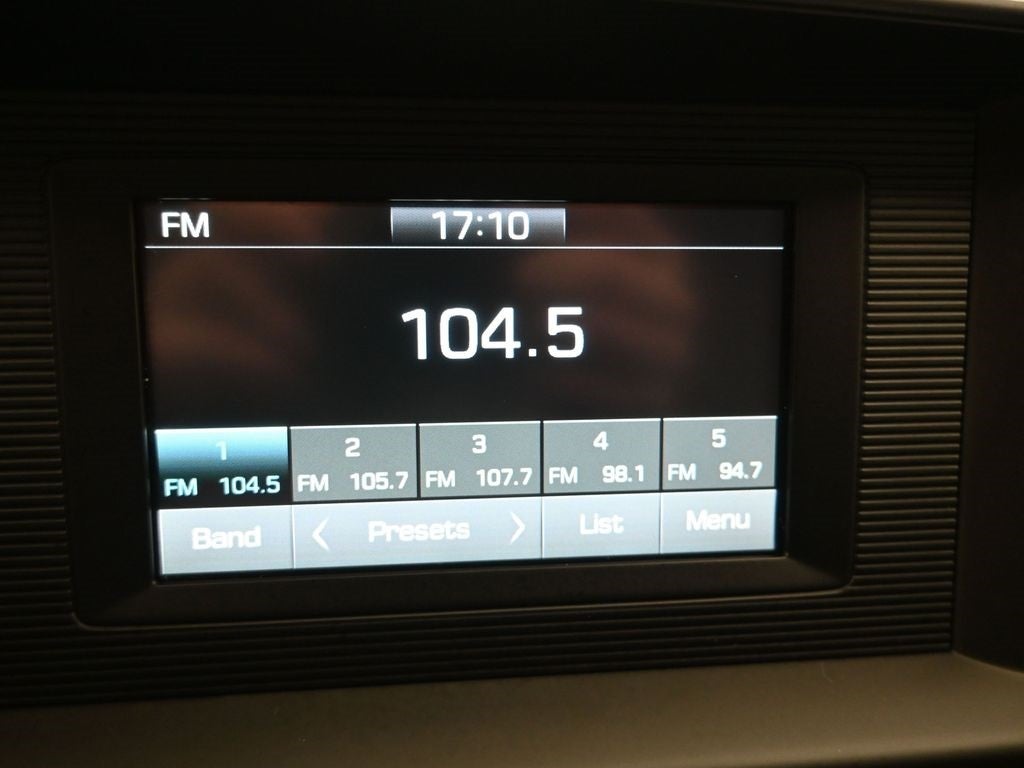 FM 17:10
104.5
1 2 3 4 5
FM 104.5 FM 105.7 FM 107.7 FM 98.1 FM 94.7
Band < Presets > List Menu